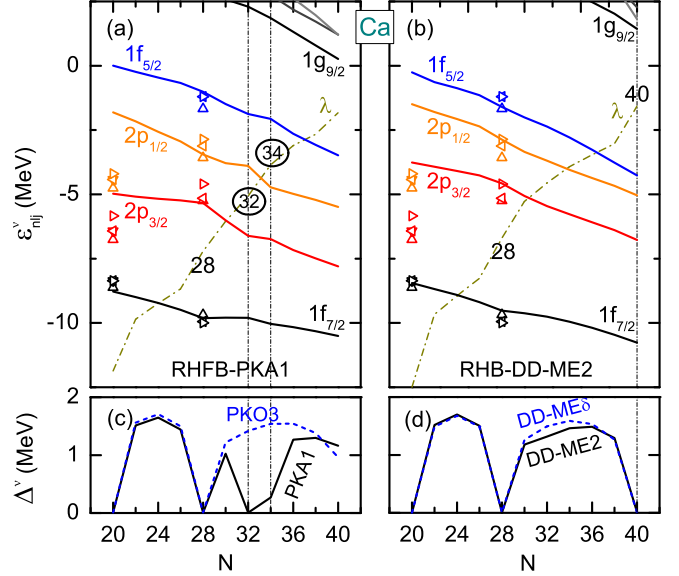 (a)
Ca
(b)
1g9/2
1g9/2
1f5/2
1f5/2
λ
λ
40
2p1/2
2p1/2
34
2p3/2
2p3/2
32
28
28
1f7/2
1f7/2
RHFB-PKA1
RHB-DD-ME2
ε^ν_nlj (MeV)
0
-5
-10
(c)
PKO3
PKA1
(d)
DD-MEδ
DD-ME2
Δ^ν (MeV)
2
1
0
20 24 28 32 36 40
20 24 28 32 36 40
N
N